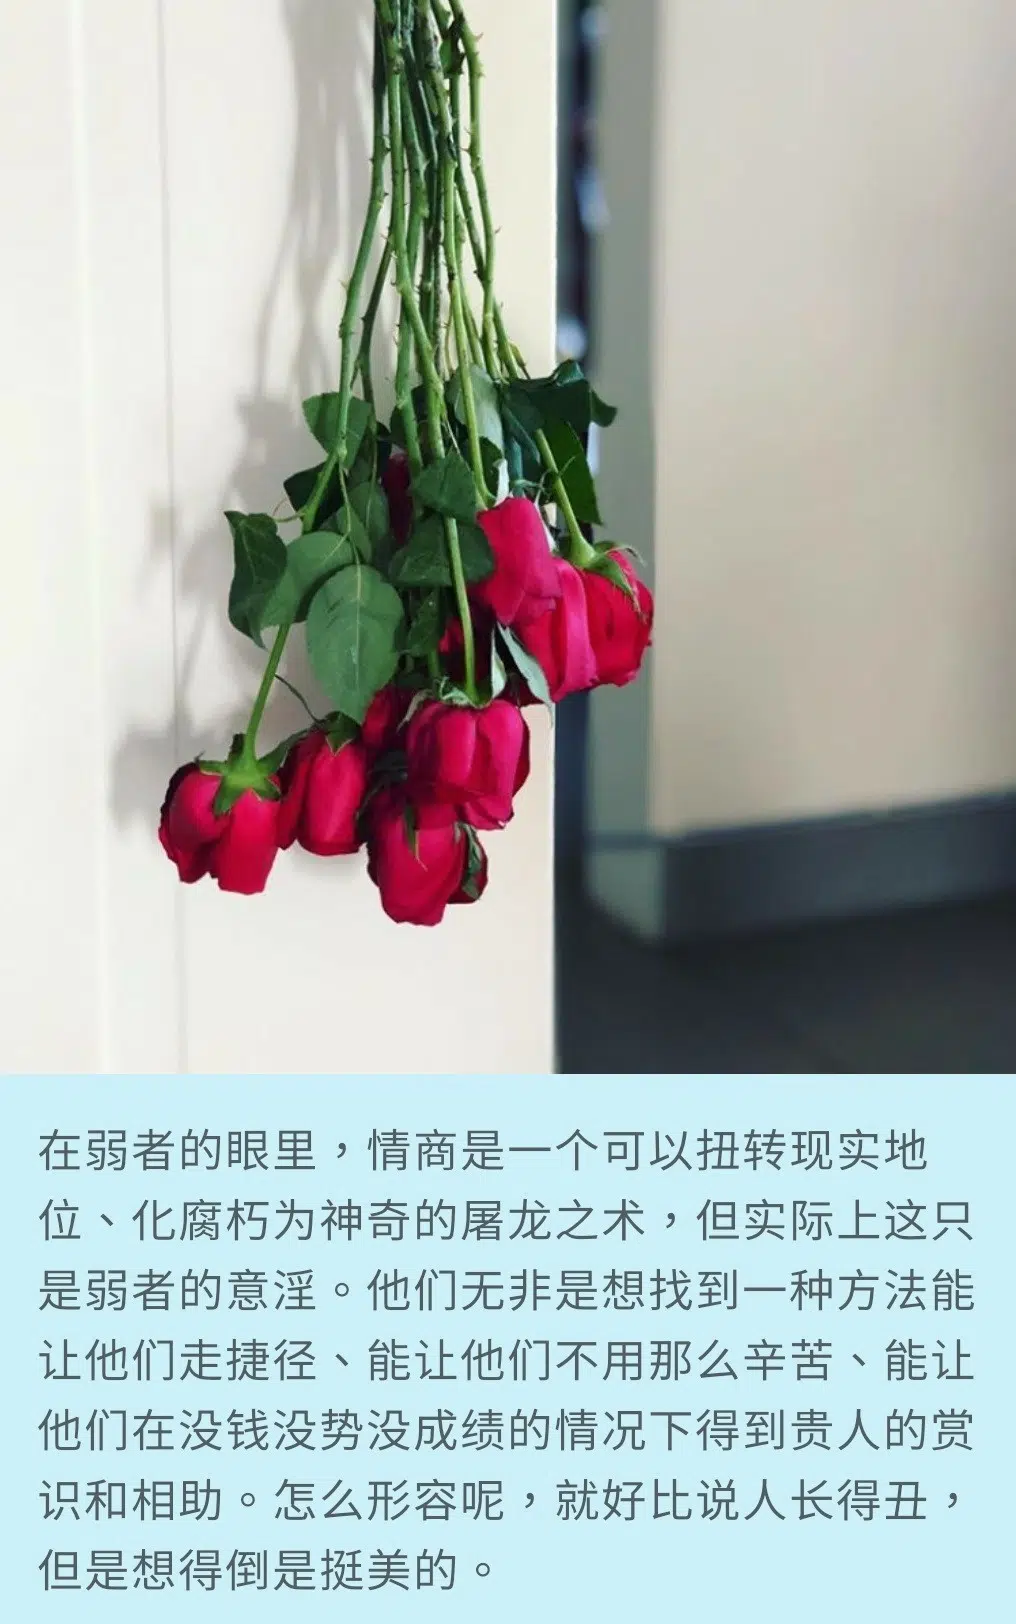 在弱者的眼里，情商是一个可以扭转现实地
位、化腐朽为神奇的屠龙之术，但实际上这只
是弱者的意淫。他们无非是想找到一种方法能
让他们走捷径、能让他们不用那么辛苦、能让
他们在没钱没势没成绩的情况下得到贵人的赏
识和相助。怎么形容呢，就好比说人长得丑，
但是想得倒是挺美的。